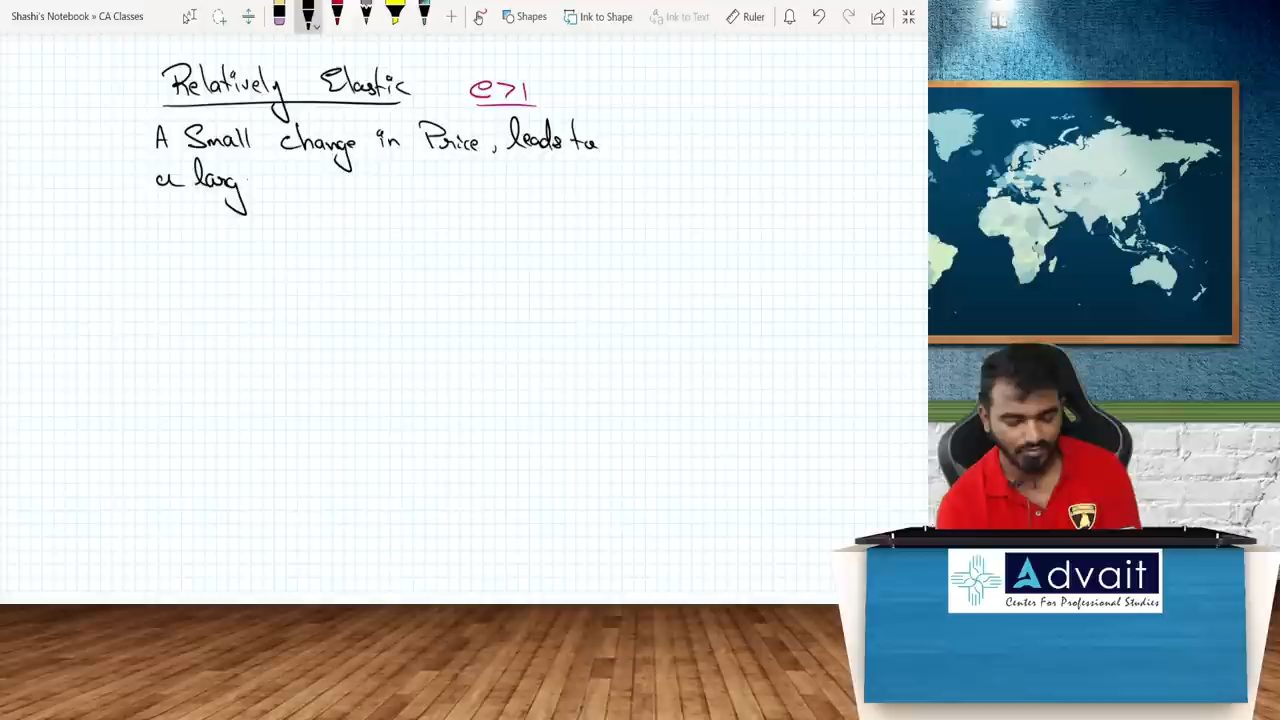 Shashi's Notebook » CA Classes
Shapes
Ink to Shape
Ink to Text
Ruler
Relatively Elastic e>1
A Small change in Price, leads to
a larg
Advait
Center For Professional Studies